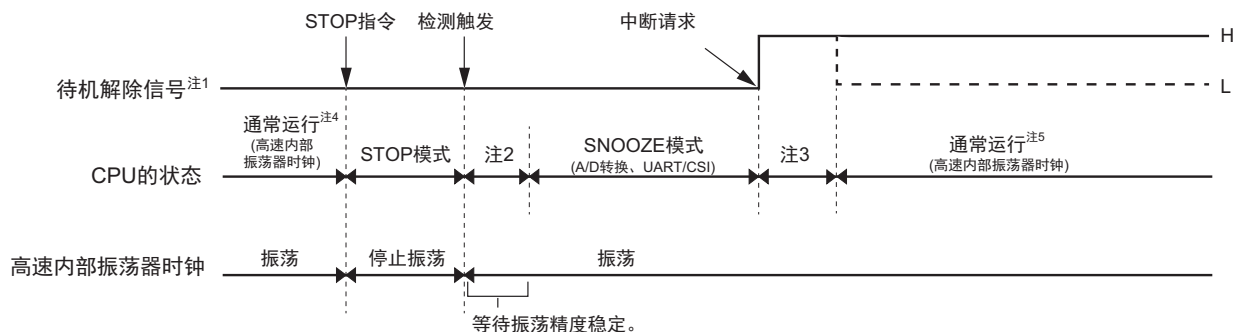 STOP指令 检测触发 中断请求
H
待机解除信号注1
L
通常运行注4
(高速内部
振荡器时钟)
STOP模式 注2 SNOOZE模式
(A/D转换、UART/CSI) 注3 通常运行注5
(高速内部振荡器时钟)
CPU的状态
振荡 停止振荡 振荡
高速内部振荡器时钟
等待振荡精度稳定。